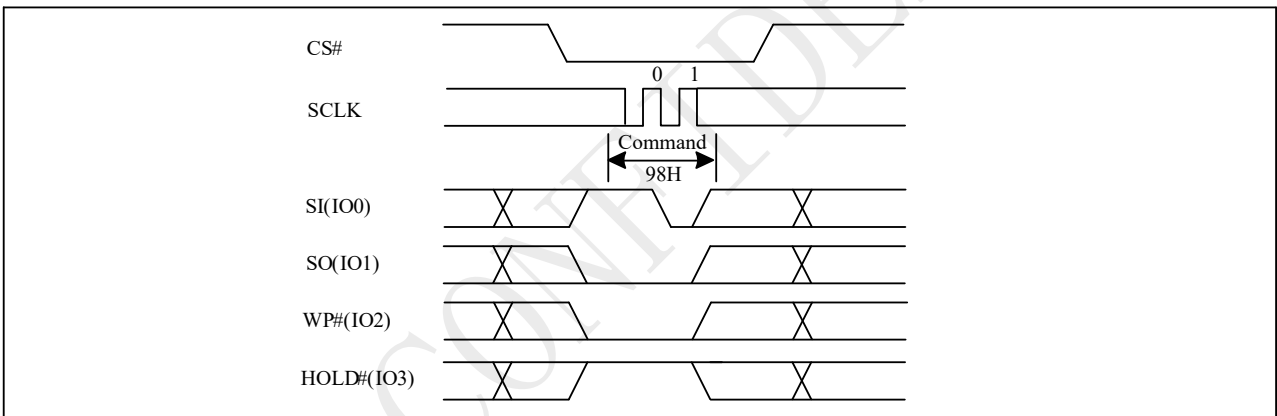 CS#
0 1
SCLK
Command
98H
SI(IO0)
SO(IO1)
WP#(IO2)
HOLD#(IO3)